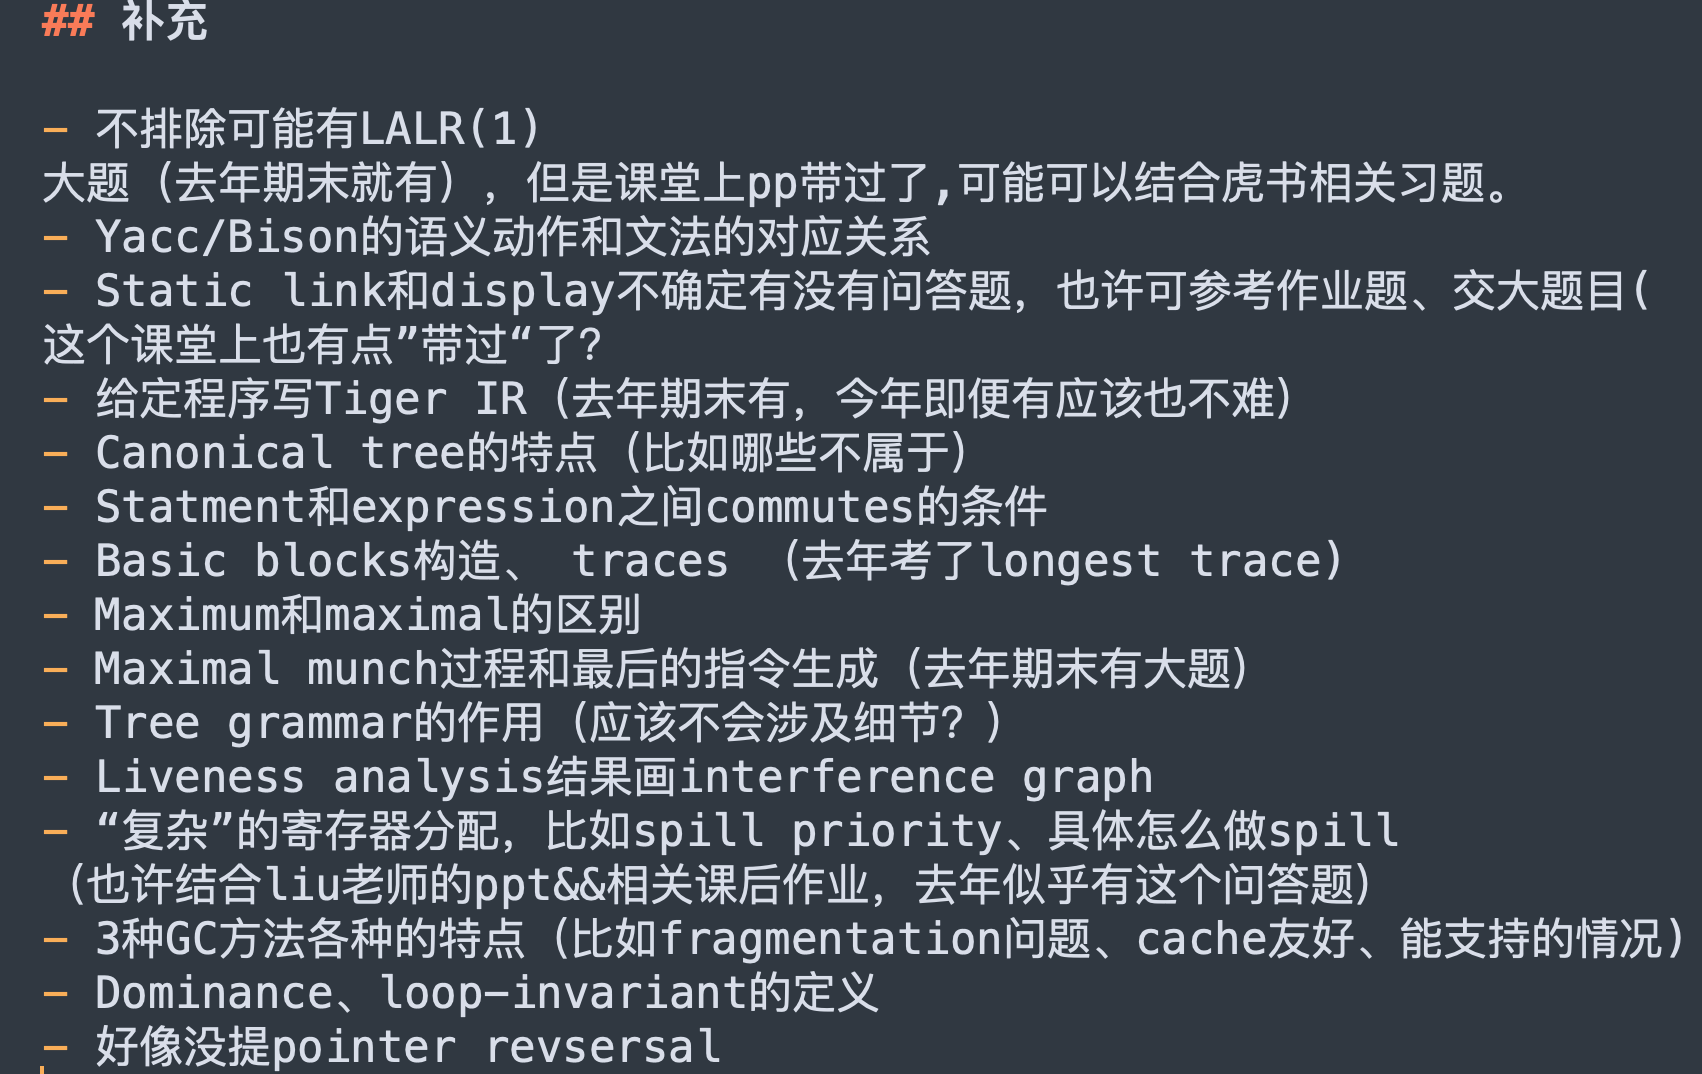 ## 补充
- 不排除可能有LALR(1)
大题（去年期末就有），但是课堂上pp带过了,可能可以结合虎书相关习题。
- Yacc/Bison的语义动作和文法的对应关系
- Static link和display不确定有没有问答题，也许可参考作业题、交大题目(
这个课堂上也有点”带过“了？
- 给定程序写Tiger IR（去年期末有，今年即便有应该也不难）
- Canonical tree的特点（比如哪些不属于）
- Statment和expression之间commutes的条件
- Basic blocks构造、 traces （去年考了longest trace）
- Maximum和maximal的区别
- Maximal munch过程和最后的指令生成（去年期末有大题）
- Tree grammar的作用（应该不会涉及细节？）
- Liveness analysis结果画interference graph
- “复杂”的寄存器分配，比如spill priority、具体怎么做spill
（也许结合liu老师的ppt&&相关课后作业，去年似乎有这个问答题）
- 3种GC方法各种的特点（比如fragmentation问题、cache友好、能支持的情况）
- Dominance、loop-invariant的定义
- 好像没提pointer revsersal